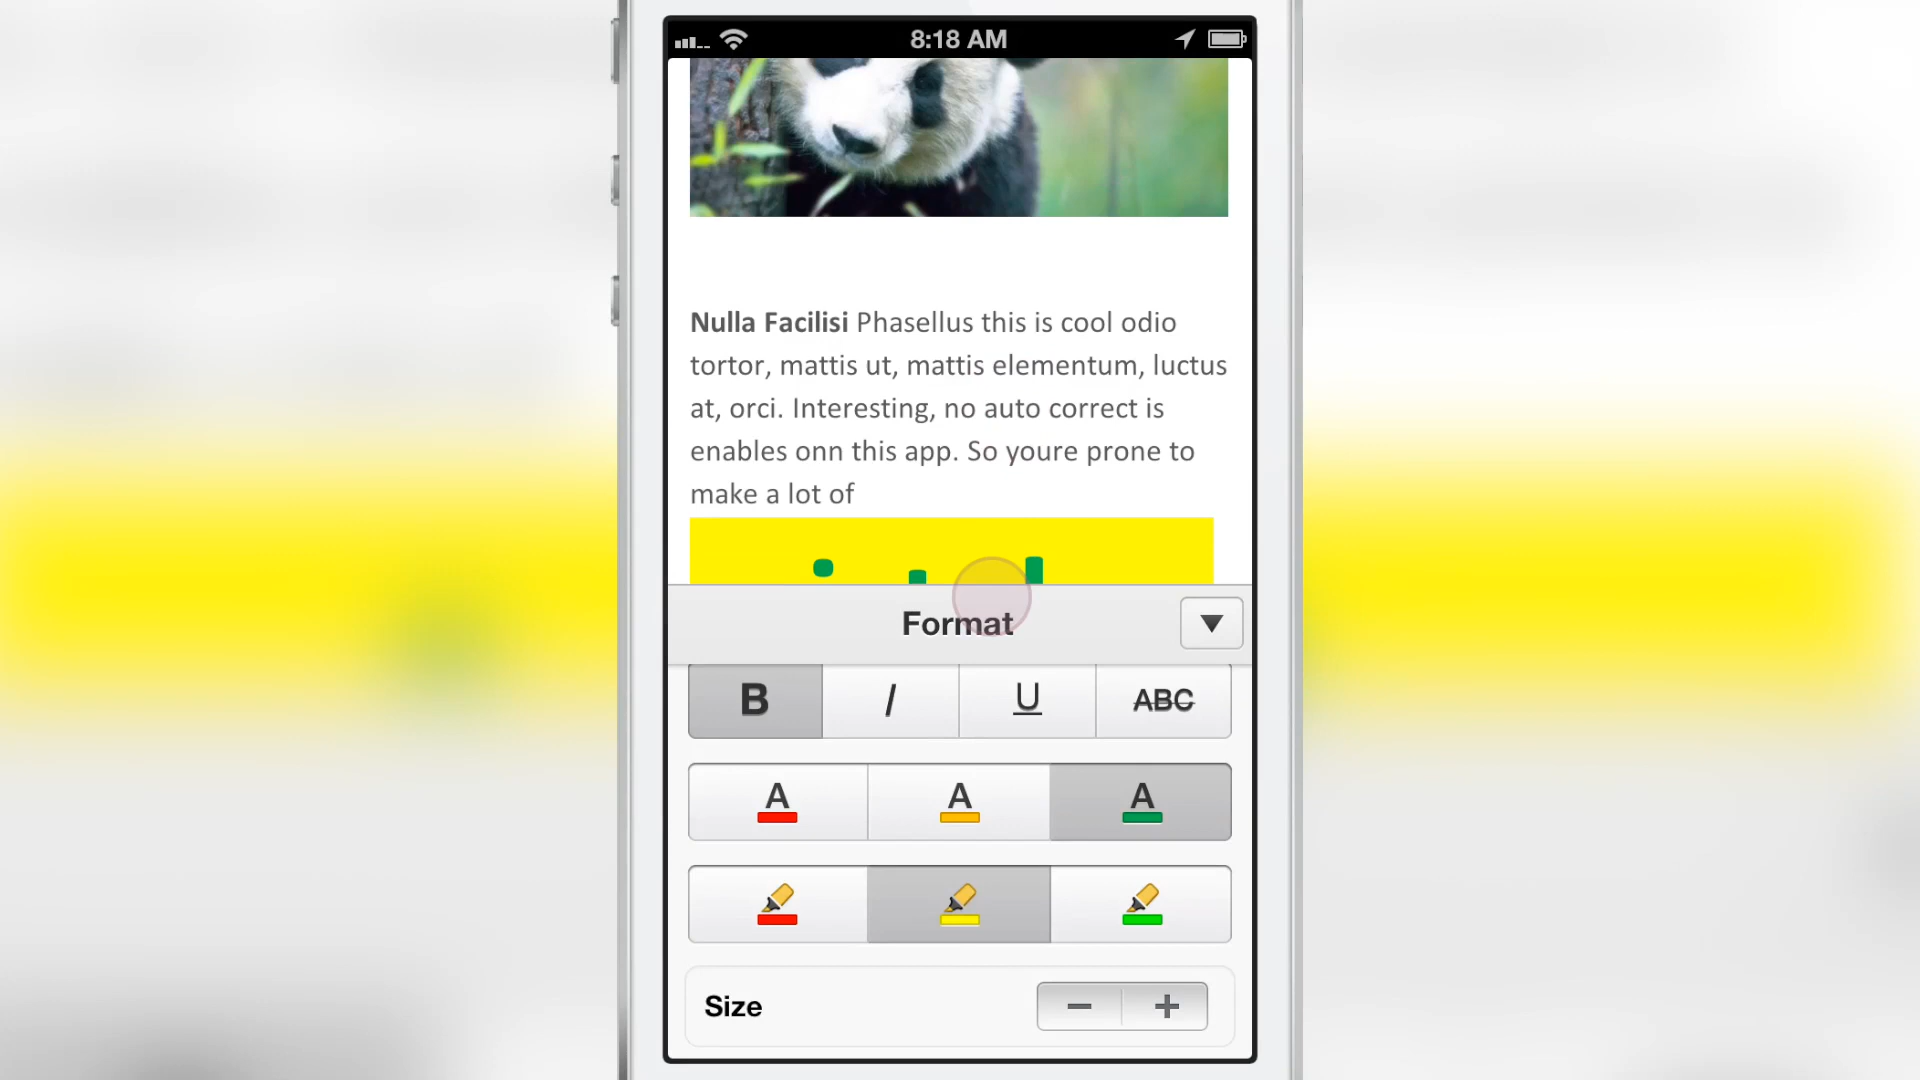 8:18 AM
Nulla Facilisi Phasellus this is cool odio
tortor, mattis ut, mattis elementum, luctus
at, orci. Interesting, no auto correct is
enables onn this app. So youre prone to
make a lot of
Format
B I U ABC
A A A
Size - +